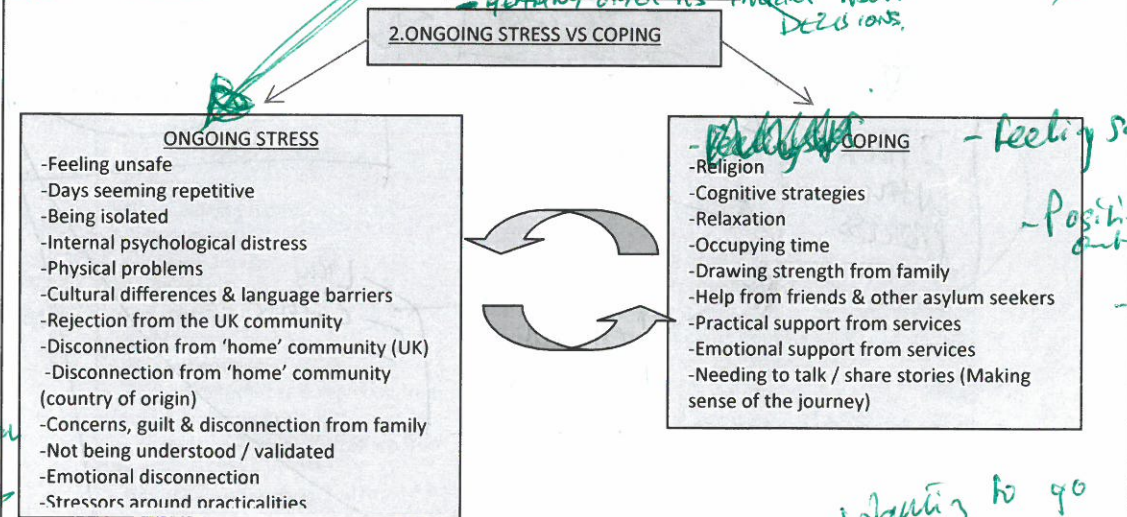 DECISIONS.
2.ONGOING STRESS VS COPING
ONGOING STRESS
-Feeling unsafe
-Days seeming repetitive
-Being isolated
-Internal psychological distress
-Physical problems
-Cultural differences & language barriers
-Rejection from the UK community
-Disconnection from ‘home’ community (UK)
-Disconnection from ‘home’ community
(country of origin)
-Concerns, guilt & disconnection from family
-Not being understood / validated
-Emotional disconnection
-Stressors around practicalities
COPING
-Religion
-Cognitive strategies
-Relaxation
-Occupying time
-Drawing strength from family
-Help from friends & other asylum seekers
-Practical support from services
-Emotional support from services
-Needing to talk / share stories (Making
sense of the journey)
- Feeling
to go